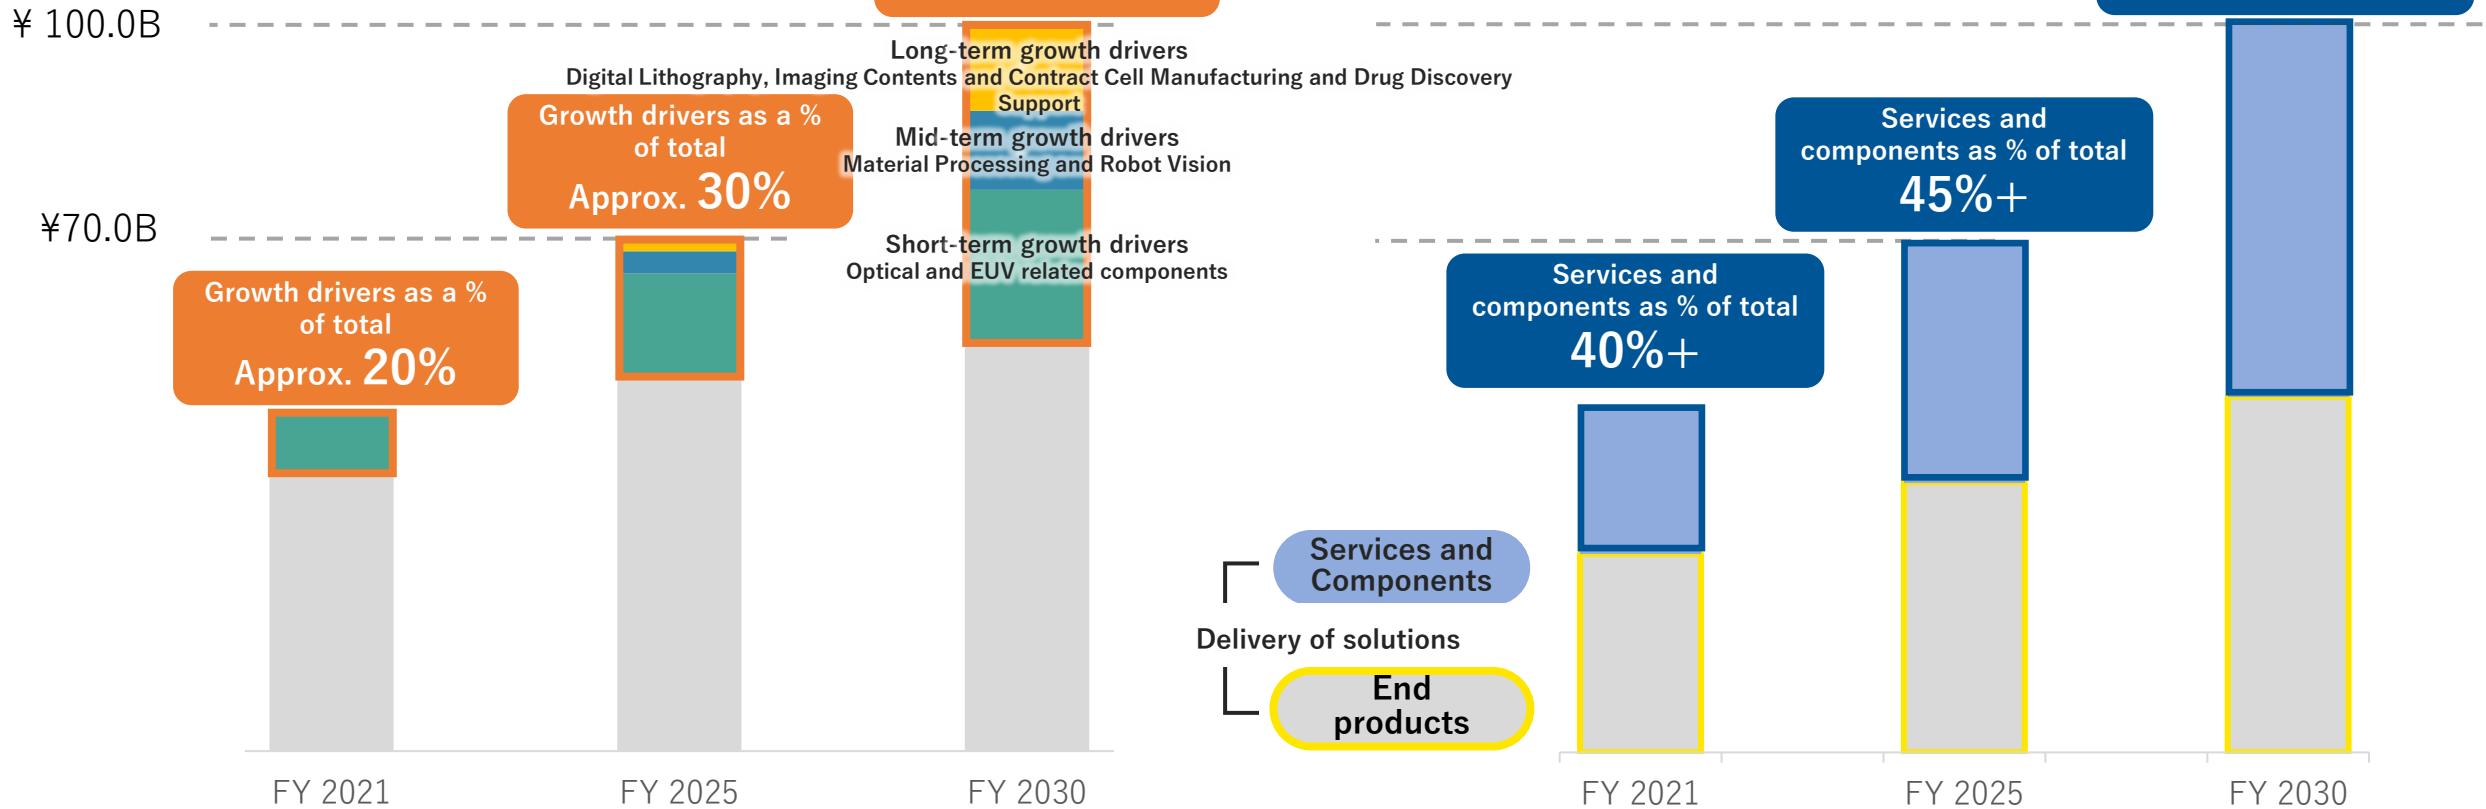 ¥ 100.0B
Long-term growth drivers
Digital Lithography, Imaging Contents and Contract Cell Manufacturing and Drug Discovery
Support
Growth drivers as a %
of total
Approx. 30%
Mid-term growth drivers
Material Processing and Robot Vision
¥70.0B
Short-term growth drivers
Optical and EUV related components
Growth drivers as a %
of total
Approx. 20%
FY 2021
FY 2025
FY 2030
Services and
components as % of total
45%+
Services and
components as % of total
40%+
Services and
Components
Delivery of solutions
End
products
FY 2021
FY 2025
FY 2030